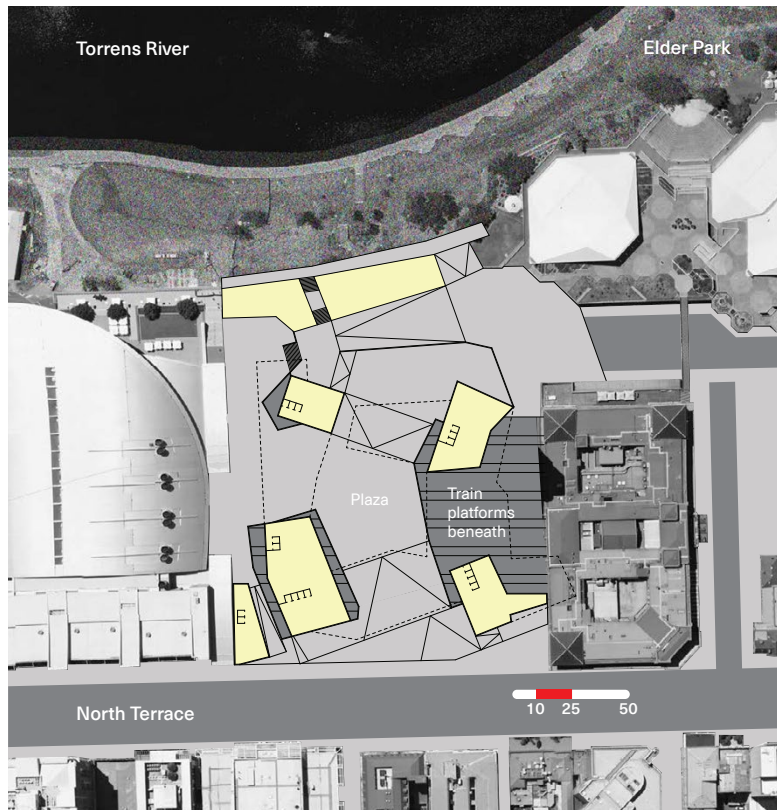 Torrens River
Elder Park
Plaza
Train
platforms
beneath
North Terrace
10 25 50